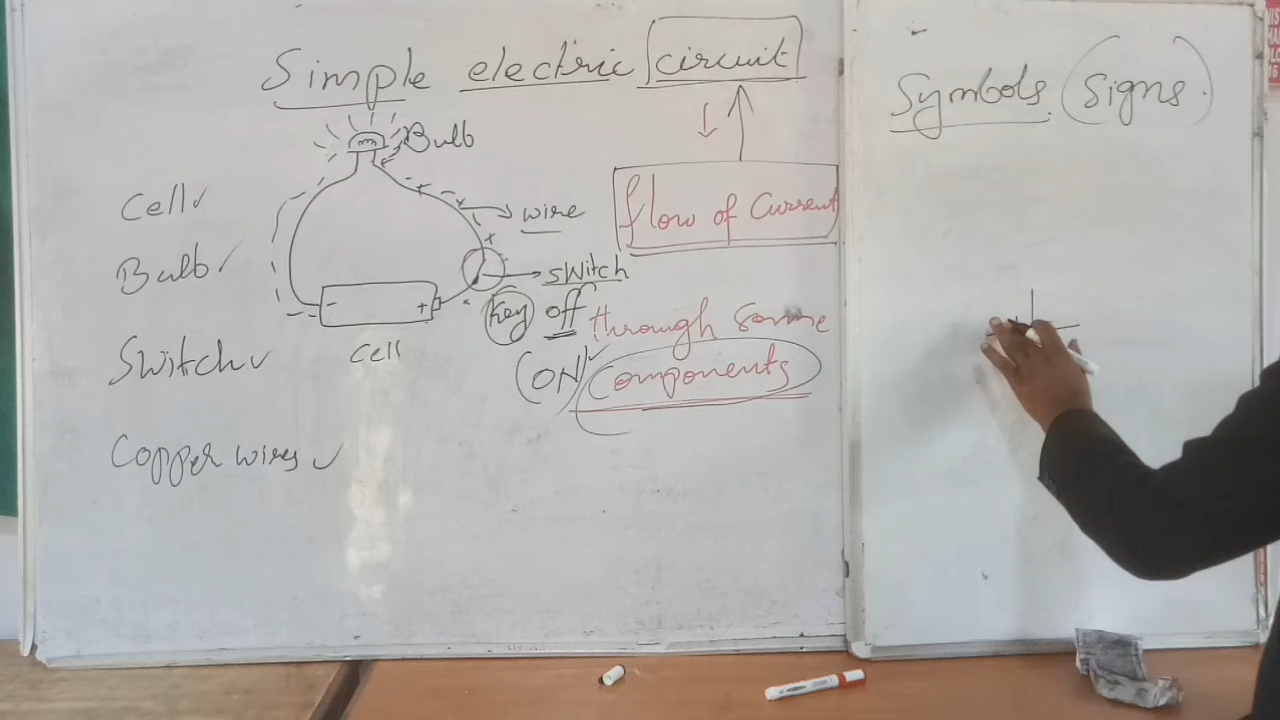 Simple electric circuit
Bulb
Cell
Bulb
Switch
Copper wires
wire
switch
Key off
(ON)
Cell
-
+
flow of current
through some
components
Symbols (Signs)